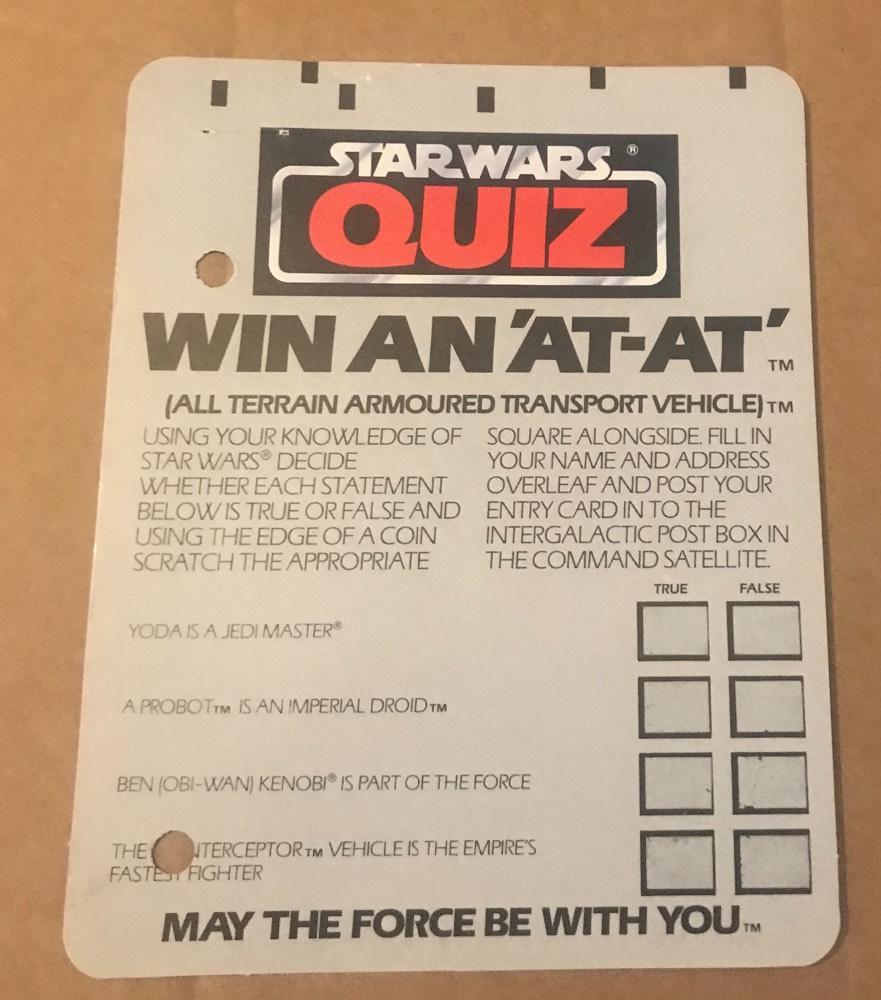 STAR WARS ®
QUIZ
WIN AN 'AT-AT' ™
(ALL TERRAIN ARMOURED TRANSPORT VEHICLE) ™
USING YOUR KNOWLEDGE OF
STAR WARS® DECIDE
WHETHER EACH STATEMENT
BELOW IS TRUE OR FALSE AND
USING THE EDGE OF A COIN
SCRATCH THE APPROPRIATE
SQUARE ALONGSIDE. FILL IN
YOUR NAME AND ADDRESS
OVERLEAF AND POST YOUR
ENTRY CARD IN TO THE
INTERGALACTIC POST BOX IN
THE COMMAND SATELLITE.
TRUE FALSE
YODA IS A JEDI MASTER®
A PROBOT™ IS AN IMPERIAL DROID™
BEN (OBI-WAN) KENOBI® IS PART OF THE FORCE
THE NTERCEPTOR™ VEHICLE IS THE EMPIRE'S
FASTEST FIGHTER
MAY THE FORCE BE WITH YOU™